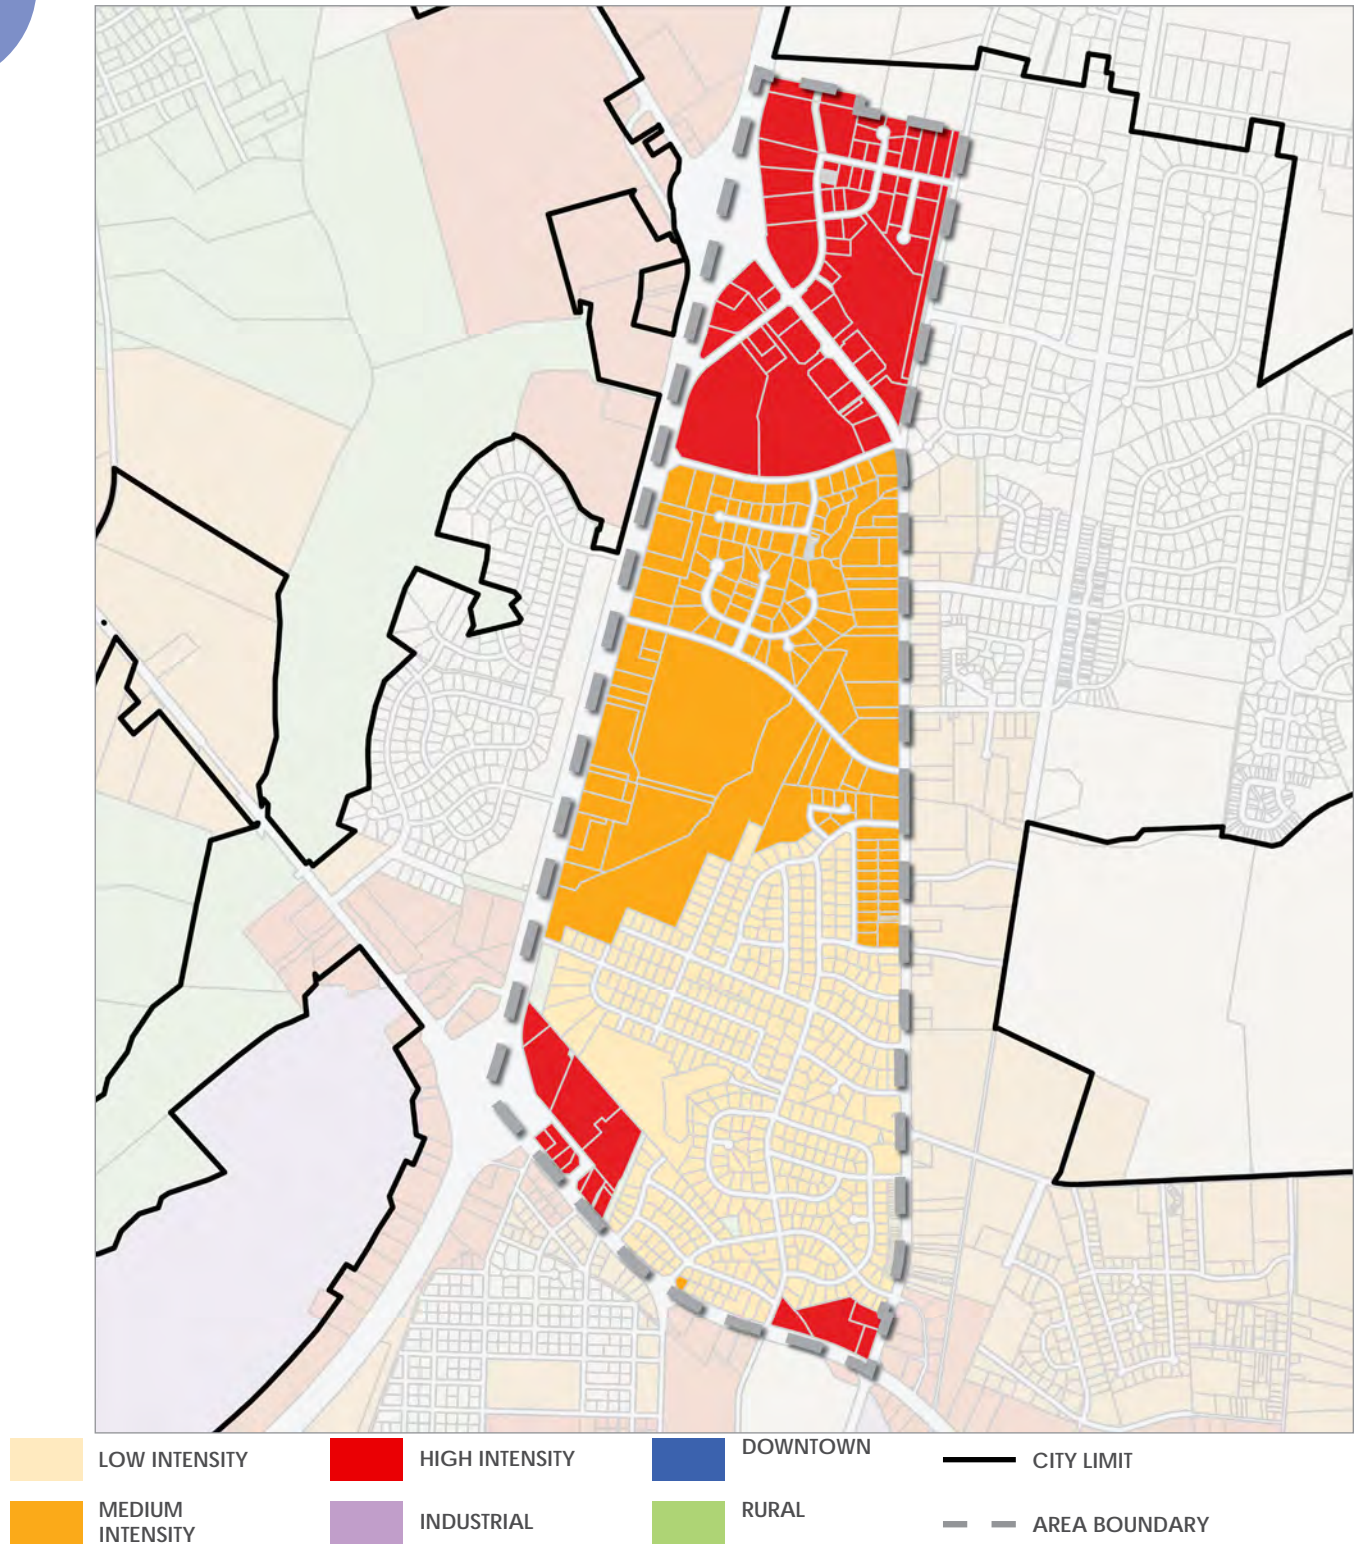 LOW INTENSITY
HIGH INTENSITY
DOWNTOWN
CITY LIMIT
MEDIUM
INTENSITY
INDUSTRIAL
RURAL
AREA BOUNDARY